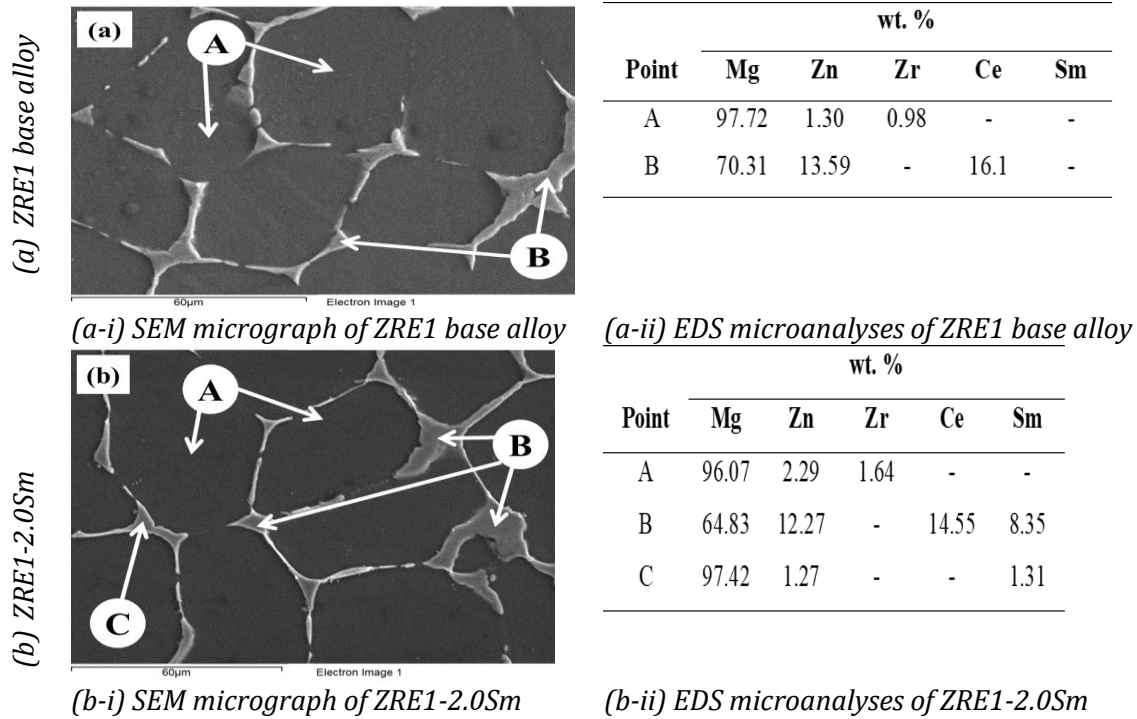 (a) ZRE1 base alloy
(a)
A
B
60μm Electron Image 1
(a-i) SEM micrograph of ZRE1 base alloy
wt. %
Point Mg Zn Zr Ce Sm
A 97.72 1.30 0.98 - -
B 70.31 13.59 - 16.1 -
(a-ii) EDS microanalyses of ZRE1 base alloy
(b) ZRE1-2.0Sm
(b)
A
B
C
60μm Electron Image 1
(b-i) SEM micrograph of ZRE1-2.0Sm
wt. %
Point Mg Zn Zr Ce Sm
A 96.07 2.29 1.64 - -
B 64.83 12.27 - 14.55 8.35
C 97.42 1.27 - - 1.31
(b-ii) EDS microanalyses of ZRE1-2.0Sm